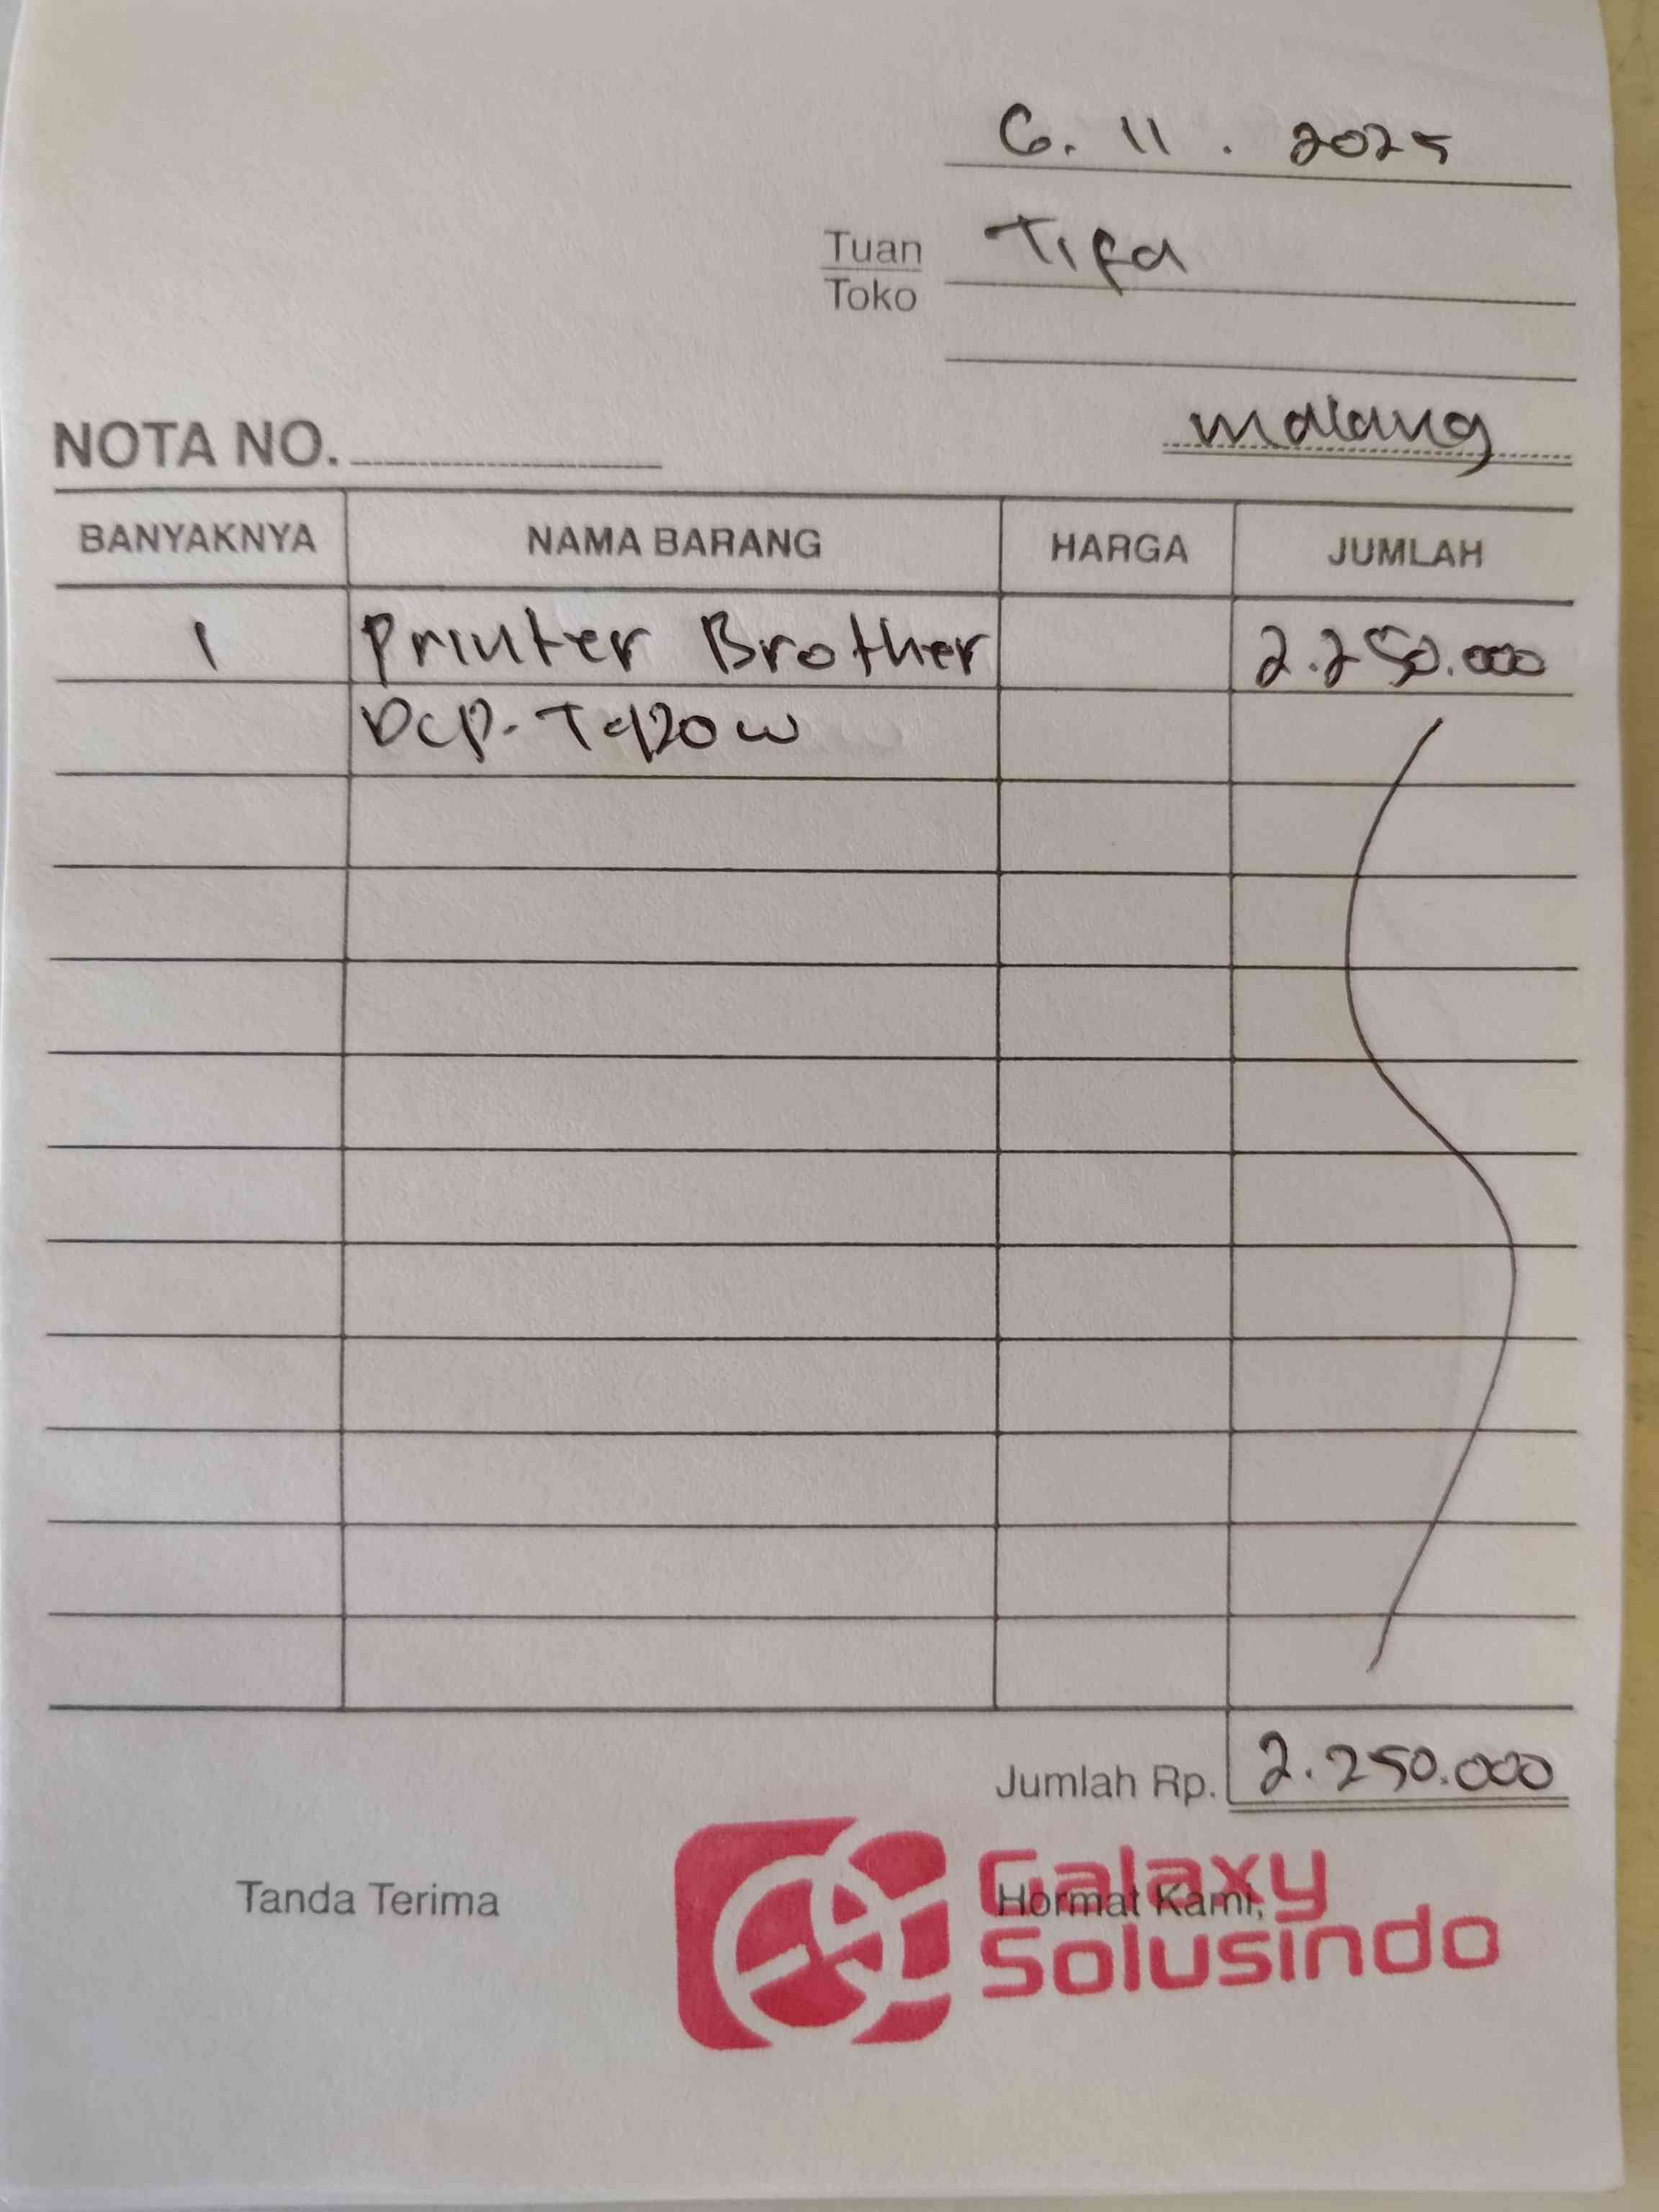 6. 11. 2025
Tuan Tifa
Toko
Malang
NOTA NO.
BANYAKNYA NAMA BARANG HARGA JUMLAH
1 Printer Brother 2.250.000
DCP-T420W
Jumlah Rp. 2.250.000
Tanda Terima Hormat Kami,
Galaxy
Solusindo